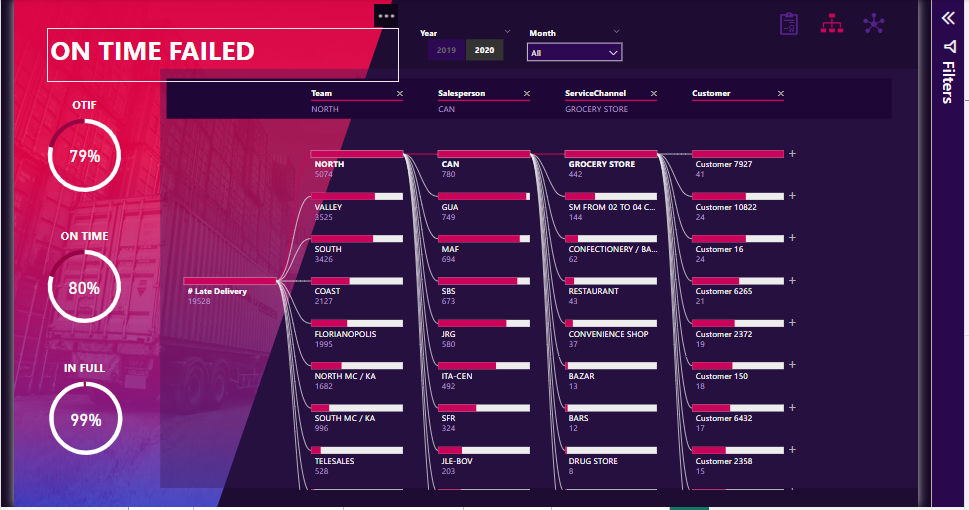 ON TIME FAILED
Year
2019
2020
Month
All
Filters
OTIF
79%
ON TIME
80%
IN FULL
99%
Team
NORTH
Salesperson
CAN
ServiceChannel
GROCERY STORE
Customer
# Late Delivery
19528
NORTH
5074
VALLEY
3525
SOUTH
3426
COAST
2127
FLORIANOPOLIS
1995
NORTH MC / KA
1682
SOUTH MC / KA
996
TELESALES
528
CAN
780
GUA
749
MAF
694
SBS
673
JRG
580
ITA-CEN
492
SFR
324
JLE-BOV
203
GROCERY STORE
442
SM FROM 02 TO 04 C...
144
CONFECTIONERY / BA...
62
RESTAURANT
43
CONVENIENCE SHOP
37
BAZAR
13
BARS
12
DRUG STORE
8
Customer 7927
41
Customer 10822
24
Customer 16
24
Customer 6265
21
Customer 2372
19
Customer 150
18
Customer 6432
17
Customer 2358
15